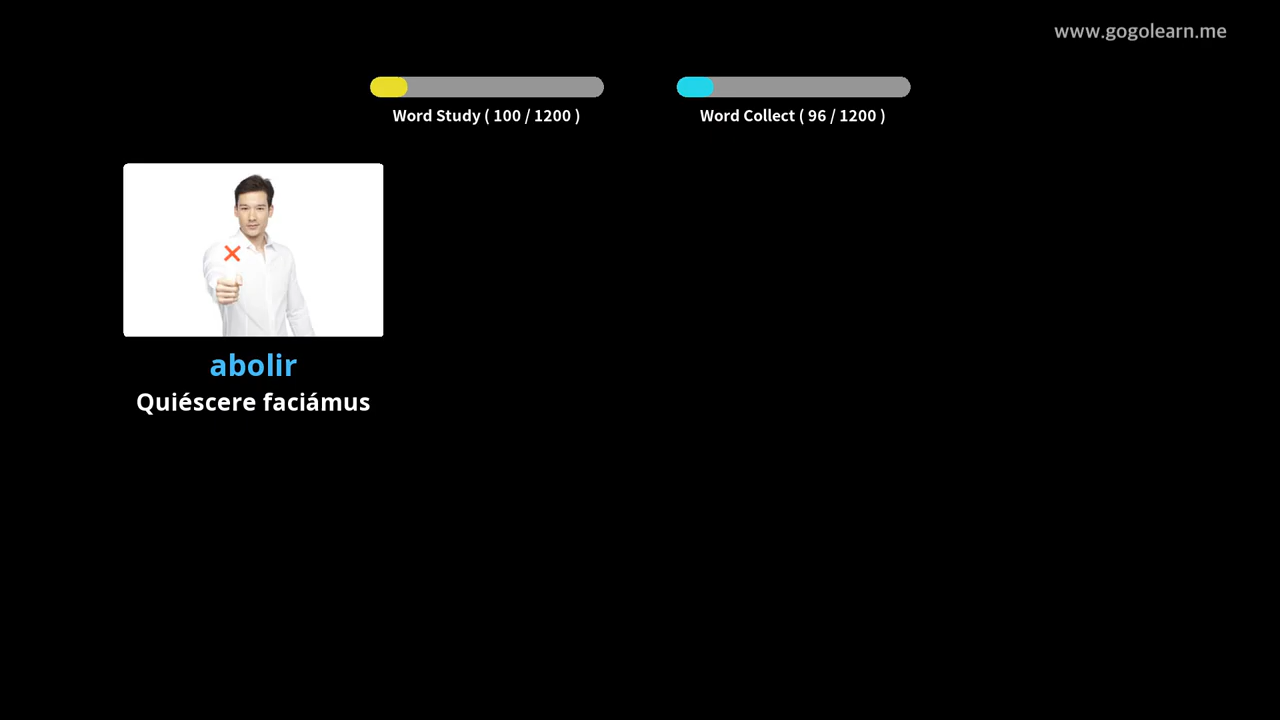 www.gogolearn.me
Word Study ( 100 / 1200 )
Word Collect ( 96 / 1200 )
abolir
Quiéscere faciámus